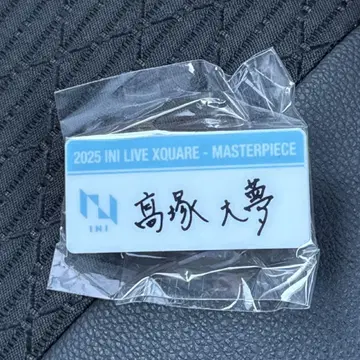 2025 INI LIVE XQUARE - MASTERPIECE
INI
髙塚 大夢